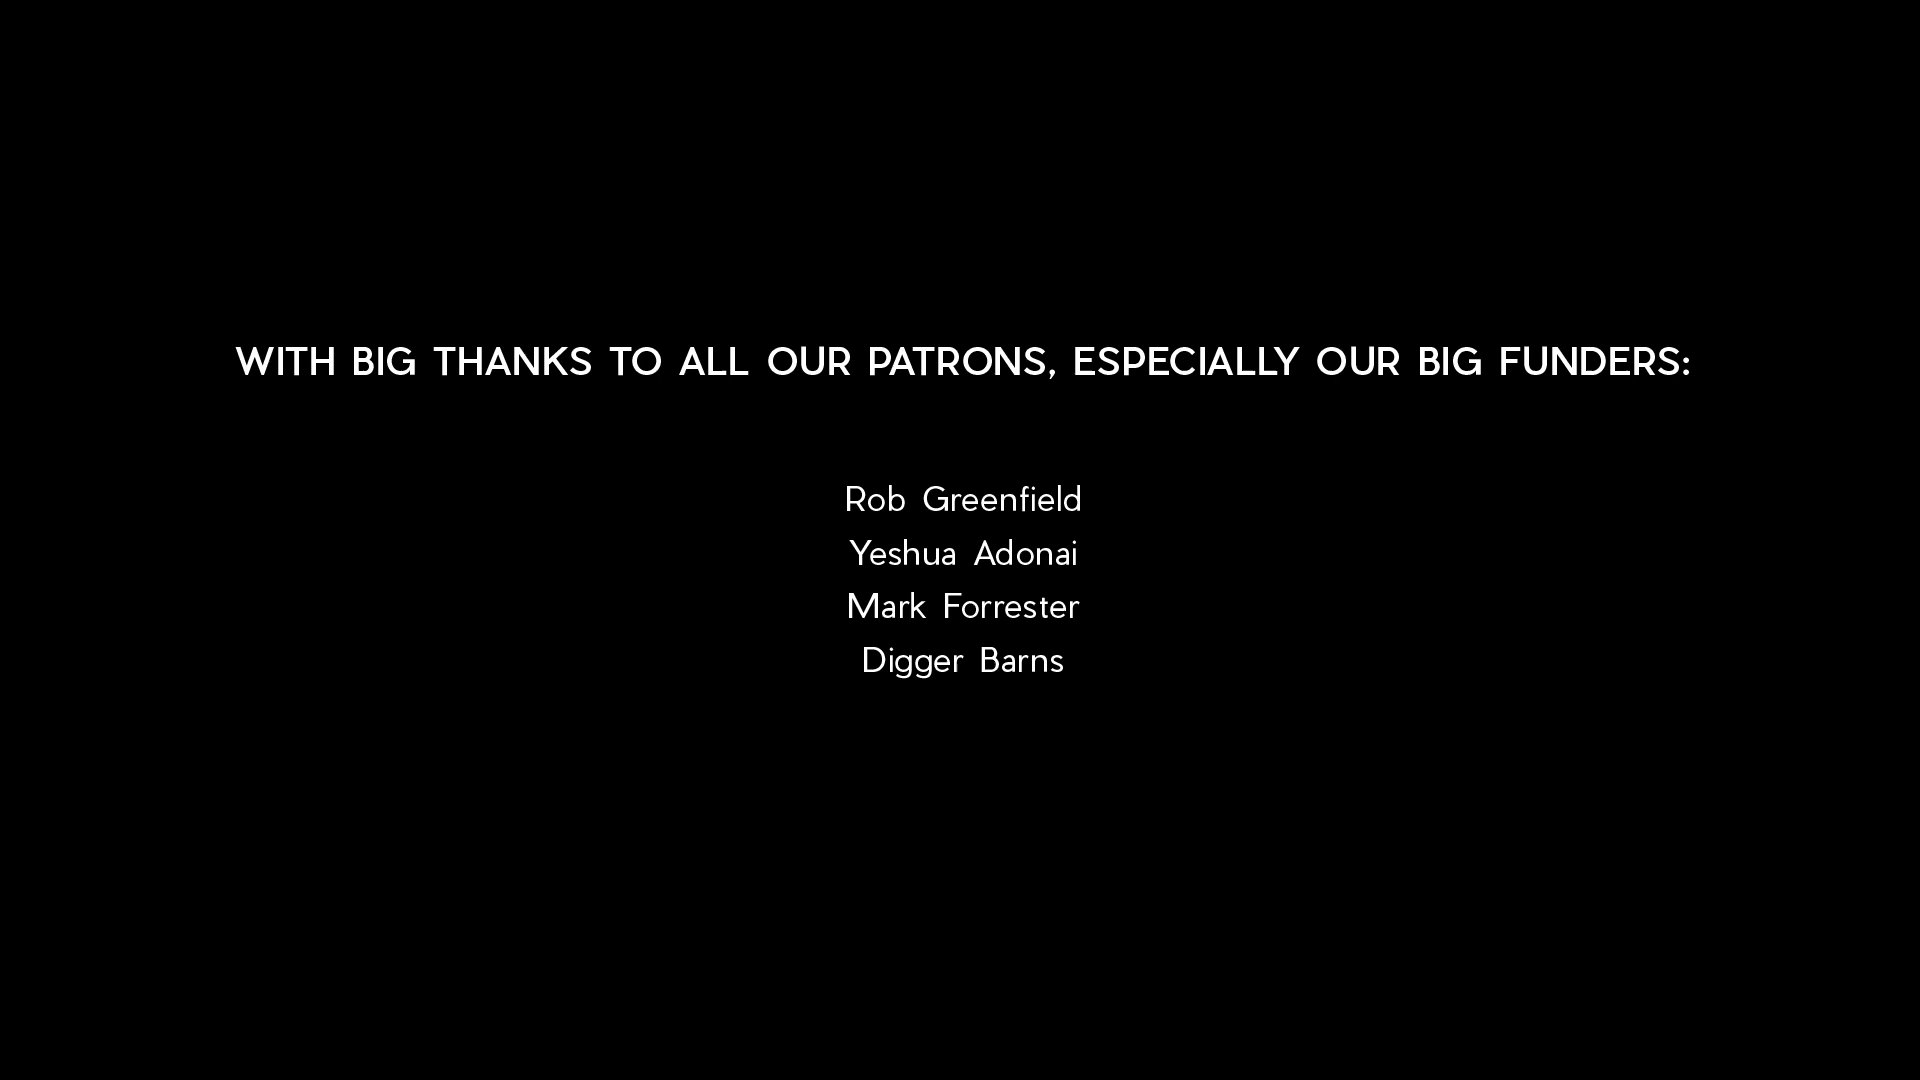 WITH BIG THANKS TO ALL OUR PATRONS, ESPECIALLY OUR BIG FUNDERS:
Rob Greenfield
Yeshua Adonai
Mark Forrester
Digger Barns